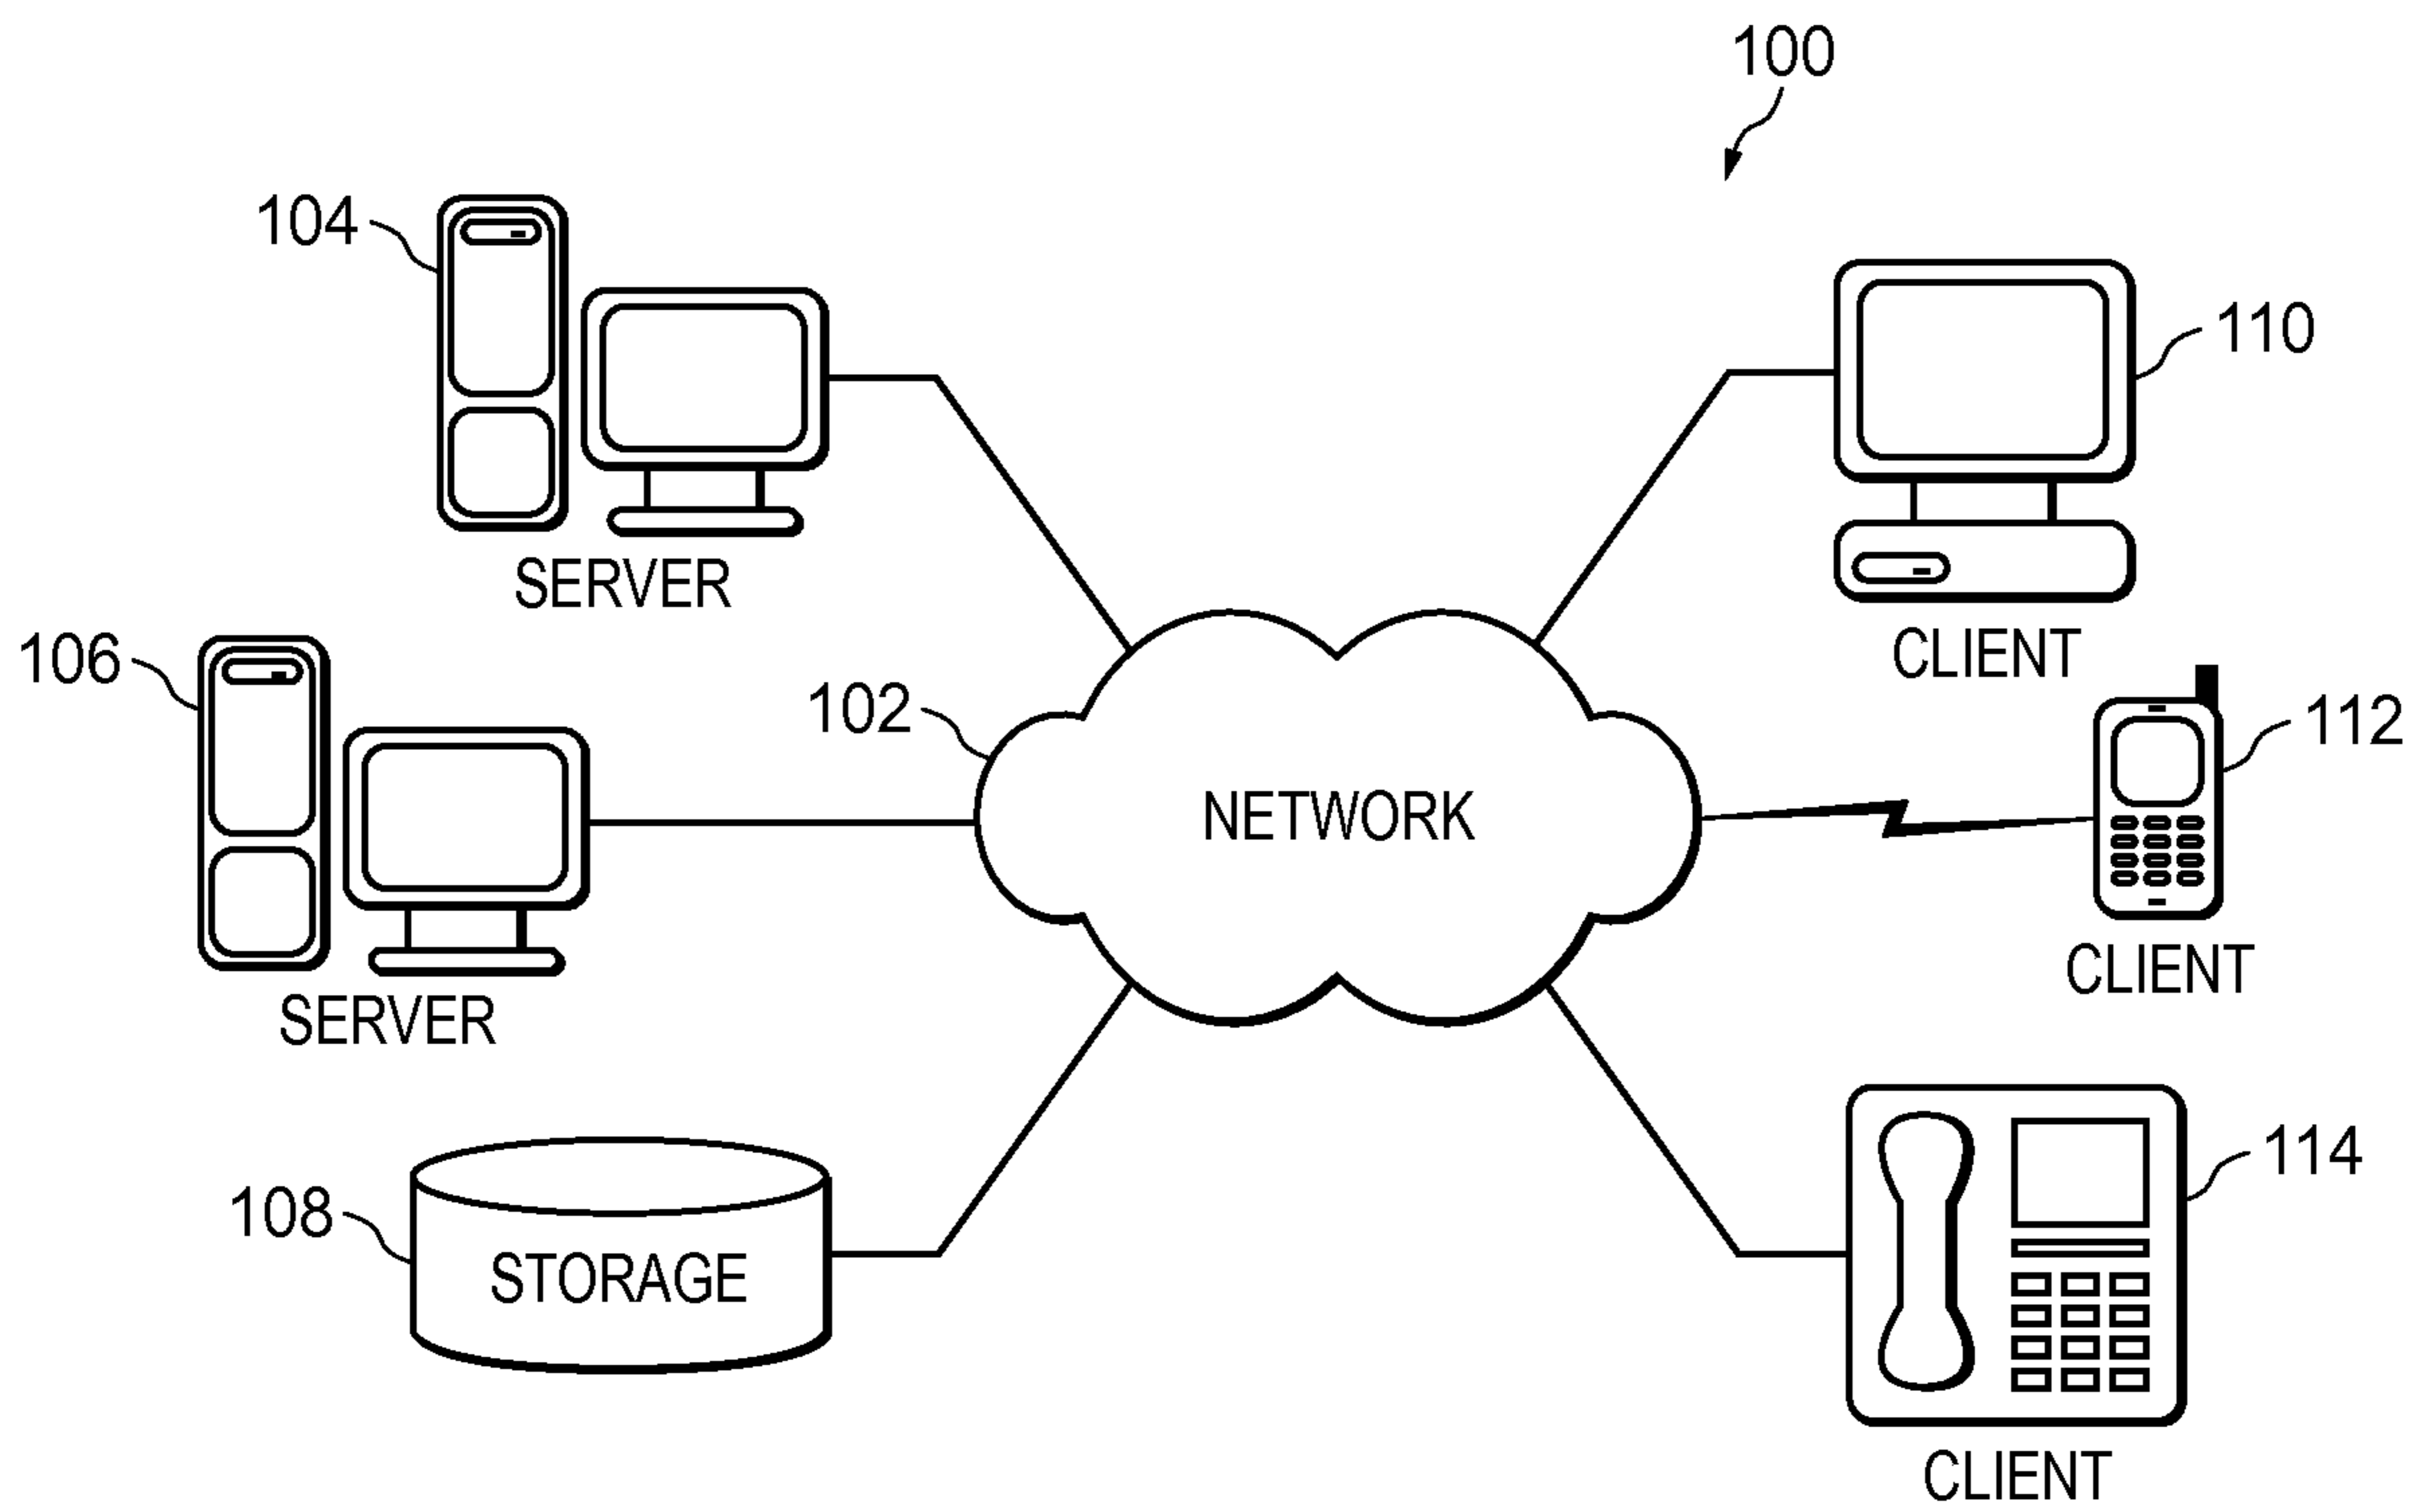 100
104
110
SERVER
CLIENT
106
102
112
NETWORK
CLIENT
SERVER
114
108
STORAGE
CLIENT